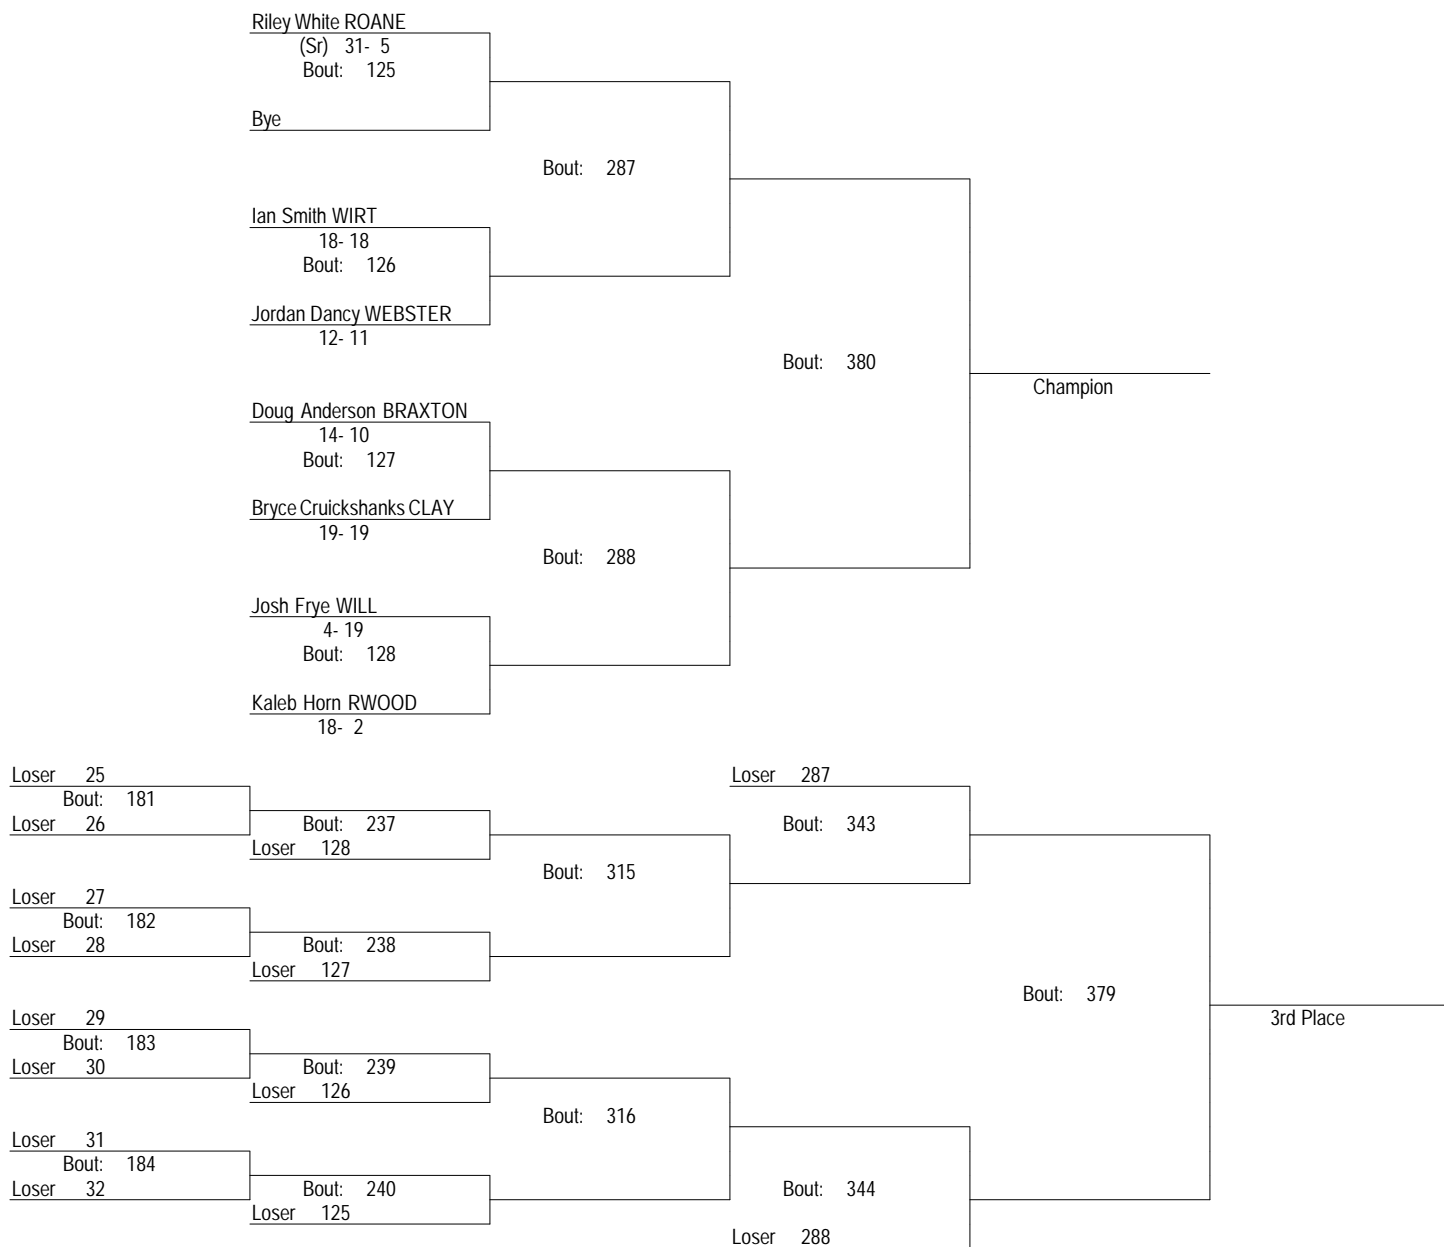 Riley White ROANE
(Sr) 31- 5
Bout: 125
Bye
Bout: 287
Ian Smith WIRT
18- 18
Bout: 126
Jordan Dancy WEBSTER
12- 11
Bout: 380
Champion
Doug Anderson BRAXTON
14- 10
Bout: 127
Bryce Cruickshanks CLAY
19- 19
Bout: 288
Josh Frye WILL
4- 19
Bout: 128
Kaleb Horn RWOOD
18- 2
Loser 25
Bout: 181
Loser 26
Bout: 237
Loser 128
Loser 287
Bout: 343
Bout: 315
Loser 27
Bout: 182
Loser 28
Bout: 238
Loser 127
Bout: 379
3rd Place
Loser 29
Bout: 183
Loser 30
Bout: 239
Loser 126
Bout: 316
Loser 31
Bout: 184
Loser 32
Bout: 240
Loser 125
Bout: 344
Loser 288